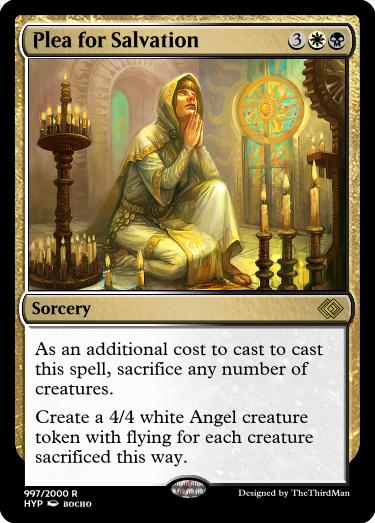 Plea for Salvation 3
Sorcery
As an additional cost to cast to cast
this spell, sacrifice any number of
creatures.
Create a 4/4 white Angel creature
token with flying for each creature
sacrificed this way.
997/2000 R
HYP BOCHO
Designed by TheThirdMan